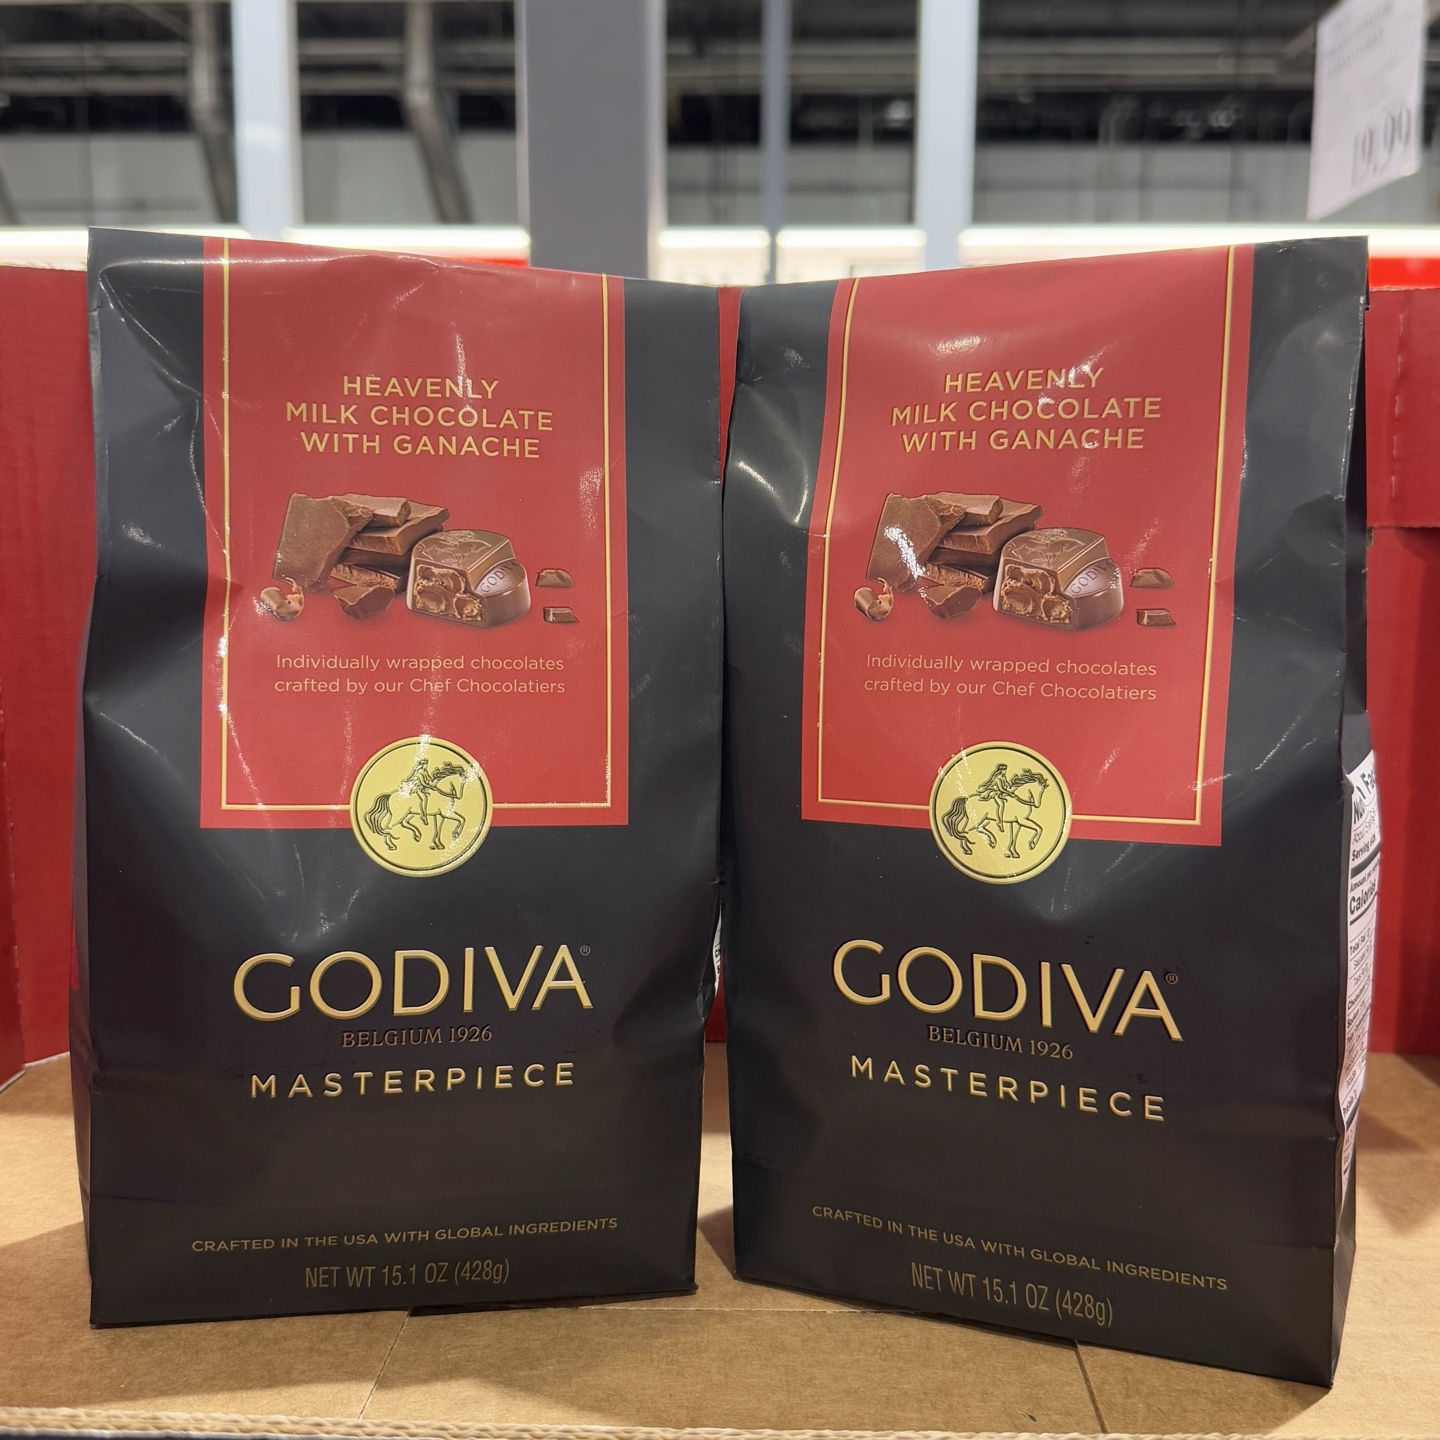 19.99
HEAVENLY
MILK CHOCOLATE
WITH GANACHE
GODIVA
Individually wrapped chocolates
crafted by our Chef Chocolatiers
GODIVA®
BELGIUM 1926
MASTERPIECE
CRAFTED IN THE USA WITH GLOBAL INGREDIENTS
NET WT 15.1 OZ (428g)
HEAVENLY
MILK CHOCOLATE
WITH GANACHE
GODIVA
Individually wrapped chocolates
crafted by our Chef Chocolatiers
GODIVA®
BELGIUM 1926
MASTERPIECE
CRAFTED IN THE USA WITH GLOBAL INGREDIENTS
NET WT 15.1 OZ (428g)